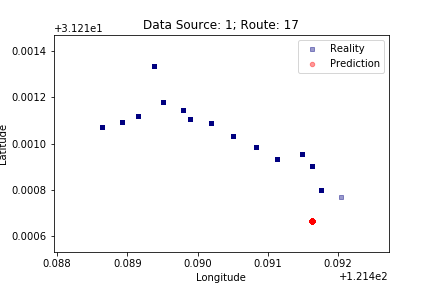 Data Source: 1; Route: 17
+3.121e1
Reality
Prediction
0.0014
0.0012
0.0010
0.0008
0.0006
Latitude
0.088
0.089
0.090
0.091
0.092
Longitude
+1.214e2